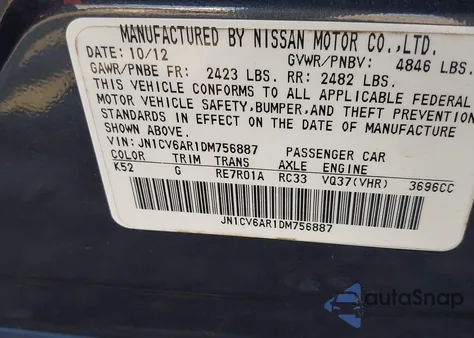 MANUFACTURED BY NISSAN MOTOR CO.,LTD.
DATE: 10/12 GVWR/PNBV: 4846 LBS.
GAWR/PNBE FR: 2423 LBS. RR: 2482 LBS.
THIS VEHICLE CONFORMS TO ALL APPLICABLE FEDERAL
MOTOR VEHICLE SAFETY, BUMPER, AND THEFT PREVENTION
STANDARDS IN EFFECT ON THE DATE OF MANUFACTURE
SHOWN ABOVE.
VIN: JN1CV6AR1DM756887 PASSENGER CAR
COLOR TRIM TRANS AXLE ENGINE
K52 G RE7R01A RC33 VQ37(VHR) 3696CC
JN1CV6AR1DM756887
autoSnap